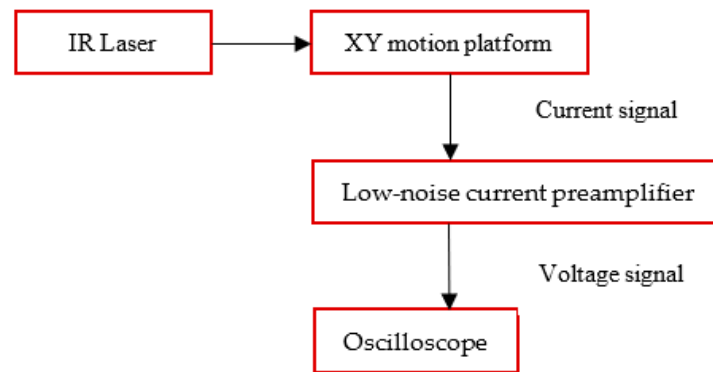 IR Laser
XY motion platform
Current signal
Low-noise current preamplifier
Voltage signal
Oscilloscope